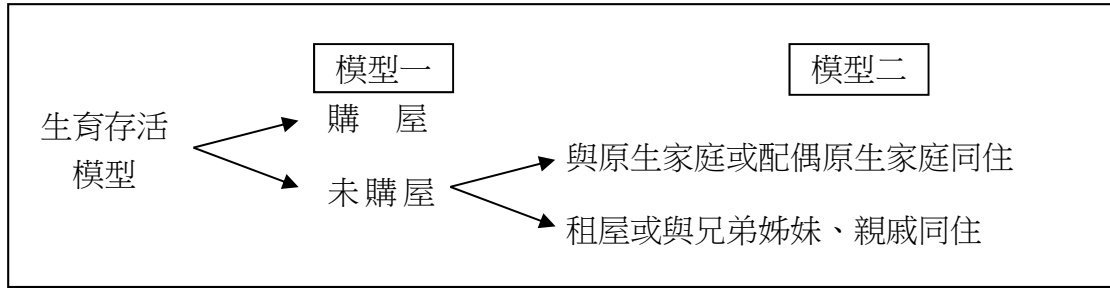 模型一
模型二
購 屋
生育存活
模型
與原生家庭或配偶原生家庭同住
未購屋
租屋或與兄弟姊妹、親戚同住